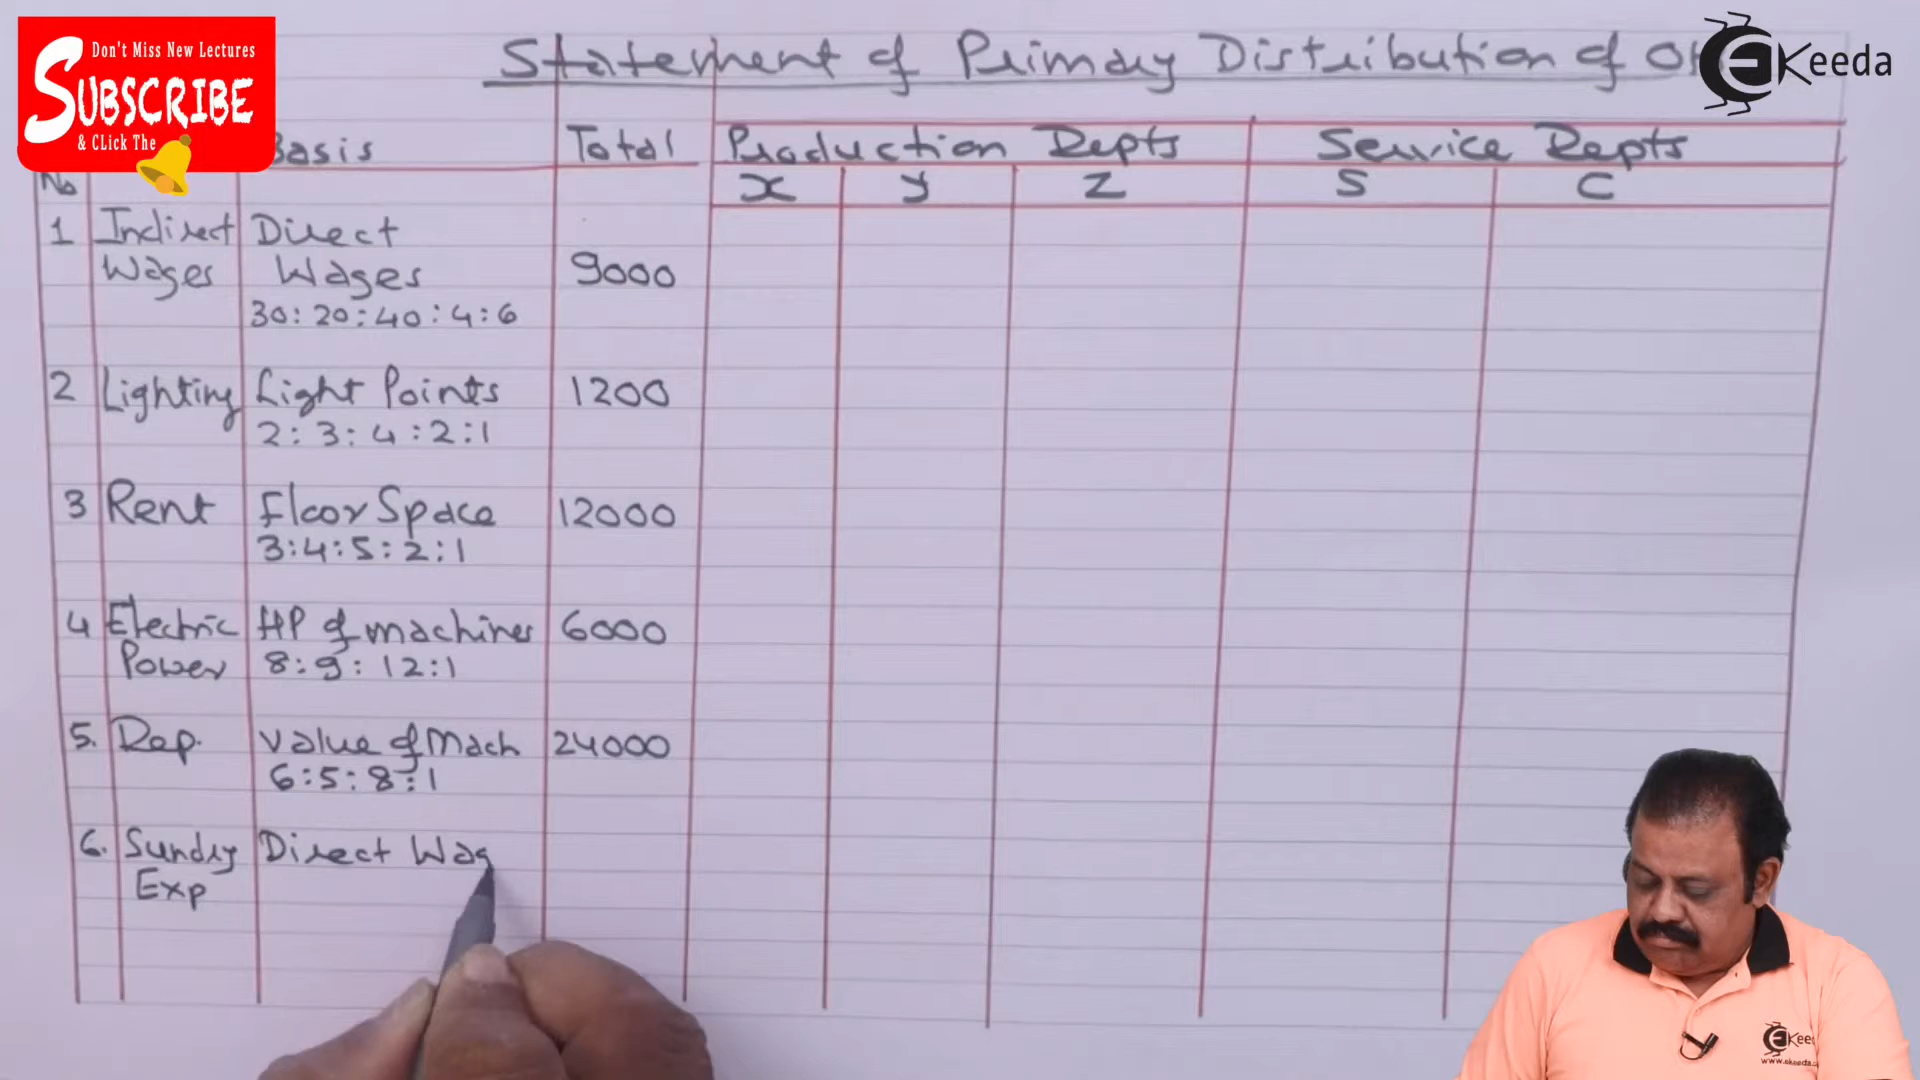 Don't Miss New Lectures
SUBSCRIBE
& CLick The
EKeeda
Statement of Primary Distribution of
No
Basis
Total
Production Depts
Service Depts
X Y Z S C
1 Indirect Wages Direct Wages 9000
30:20:40:4:6
2 Lighting Light Points 1200
2:3:4:2:1
3 Rent Floor Space 12000
3:4:5:2:1
4 Electric Power HP of machines 6000
8:9:12:1
5. Dep. Value of Mach 24000
6:5:8:1
6. Sundry Exp Direct Wag
EKee